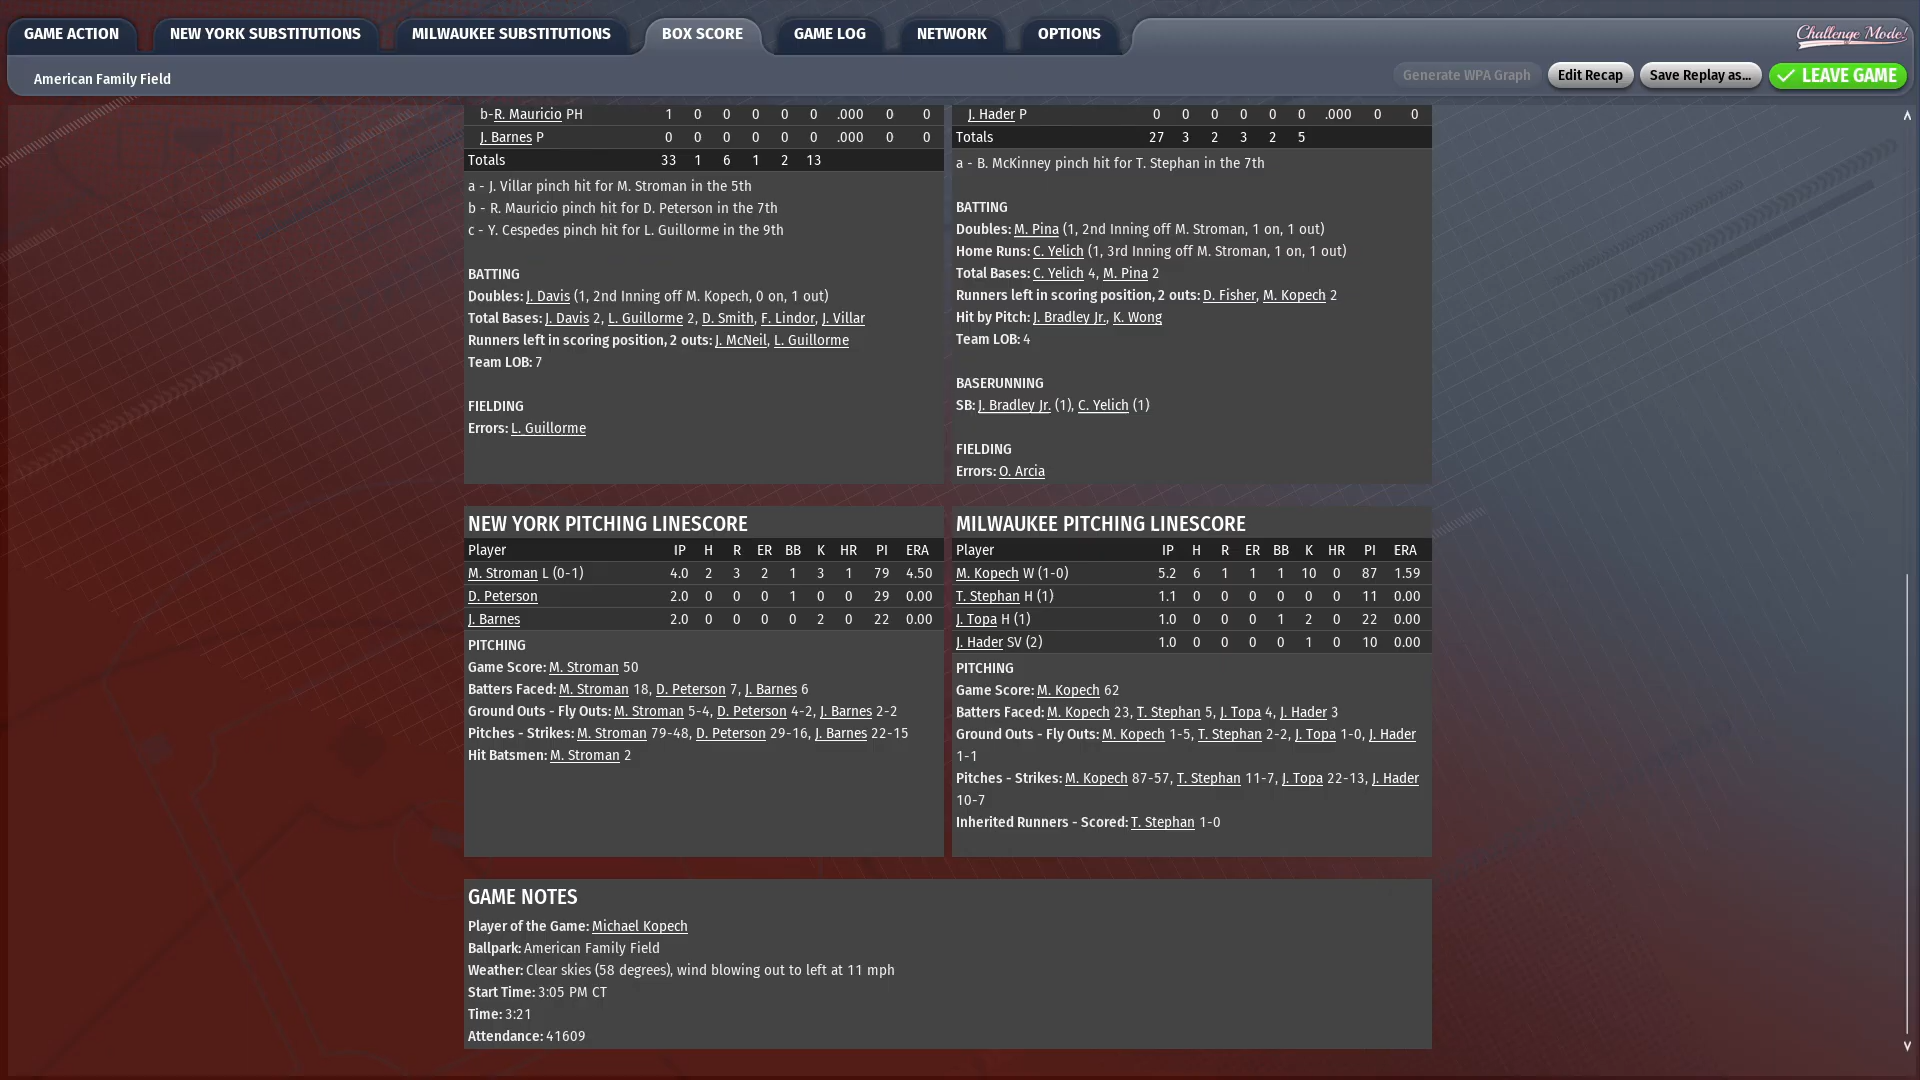 GAME ACTION NEW YORK SUBSTITUTIONS MILWAUKEE SUBSTITUTIONS BOX SCORE GAME LOG NETWORK OPTIONS Challenge Mode!
American Family Field Generate WPA Graph Edit Recap Save Replay as... LEAVE GAME
b-R. Mauricio PH 1 0 0 0 0 0 .000 0 0
J. Barnes P 0 0 0 0 0 0 .000 0 0
Totals 33 1 6 1 2 13
a - J. Villar pinch hit for M. Stroman in the 5th
b - R. Mauricio pinch hit for D. Peterson in the 7th
c - Y. Cespedes pinch hit for L. Guillorme in the 9th
BATTING
Doubles: J. Davis (1, 2nd Inning off M. Kopech, 0 on, 1 out)
Total Bases: J. Davis 2, L. Guillorme 2, D. Smith, F. Lindor, J. Villar
Runners left in scoring position, 2 outs: J. McNeil, L. Guillorme
Team LOB: 7
FIELDING
Errors: L. Guillorme
J. Hader P 0 0 0 0 0 0 .000 0 0
Totals 27 3 2 3 2 5
a - B. McKinney pinch hit for T. Stephan in the 7th
BATTING
Doubles: M. Pina (1, 2nd Inning off M. Stroman, 1 on, 1 out)
Home Runs: C. Yelich (1, 3rd Inning off M. Stroman, 1 on, 1 out)
Total Bases: C. Yelich 4, M. Pina 2
Runners left in scoring position, 2 outs: D. Fisher, M. Kopech 2
Hit by Pitch: J. Bradley Jr., K. Wong
Team LOB: 4
BASERUNNING
SB: J. Bradley Jr. (1), C. Yelich (1)
FIELDING
Errors: O. Arcia
NEW YORK PITCHING LINESCORE
Player IP H R ER BB K HR PI ERA
M. Stroman L (0-1) 4.0 2 3 2 1 3 1 79 4.50
D. Peterson 2.0 0 0 0 1 0 0 29 0.00
J. Barnes 2.0 0 0 0 0 2 0 22 0.00
PITCHING
Game Score: M. Stroman 50
Batters Faced: M. Stroman 18, D. Peterson 7, J. Barnes 6
Ground Outs - Fly Outs: M. Stroman 5-4, D. Peterson 4-2, J. Barnes 2-2
Pitches - Strikes: M. Stroman 79-48, D. Peterson 29-16, J. Barnes 22-15
Hit Batsmen: M. Stroman 2
MILWAUKEE PITCHING LINESCORE
Player IP H R ER BB K HR PI ERA
M. Kopech W (1-0) 5.2 6 1 1 1 10 0 87 1.59
T. Stephan H (1) 1.1 0 0 0 0 0 0 11 0.00
J. Topa H (1) 1.0 0 0 0 1 2 0 22 0.00
J. Hader SV (2) 1.0 0 0 0 0 1 0 10 0.00
PITCHING
Game Score: M. Kopech 62
Batters Faced: M. Kopech 23, T. Stephan 5, J. Topa 4, J. Hader 3
Ground Outs - Fly Outs: M. Kopech 1-5, T. Stephan 2-2, J. Topa 1-0, J. Hader
1-1
Pitches - Strikes: M. Kopech 87-57, T. Stephan 11-7, J. Topa 22-13, J. Hader
10-7
Inherited Runners - Scored: T. Stephan 1-0
GAME NOTES
Player of the Game: Michael Kopech
Ballpark: American Family Field
Weather: Clear skies (58 degrees), wind blowing out to left at 11 mph
Start Time: 3:05 PM CT
Time: 3:21
Attendance: 41609